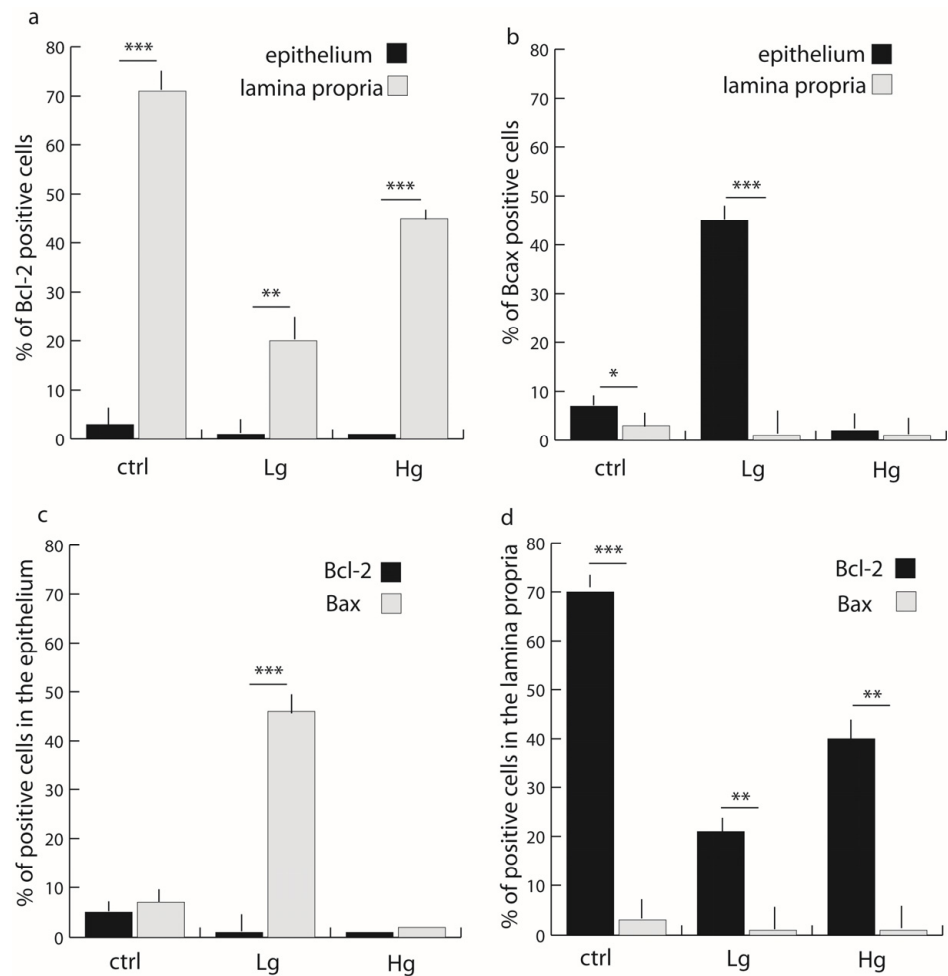 a
% of Bcl-2 positive cells
80
70
60
50
40
30
20
10
0
***
**
***
epithelium
lamina propria
ctrl
Lg
Hg
b
% of Bcax positive cells
80
70
60
50
40
30
20
10
0
*
***
epithelium
lamina propria
ctrl
Lg
Hg
c
% of positive cells in the epithelium
80
70
60
50
40
30
20
10
0
***
Bcl-2
Bax
ctrl
Lg
Hg
d
% of positive cells in the lamina propria
80
70
60
50
40
30
20
10
0
***
**
**
Bcl-2
Bax
ctrl
Lg
Hg